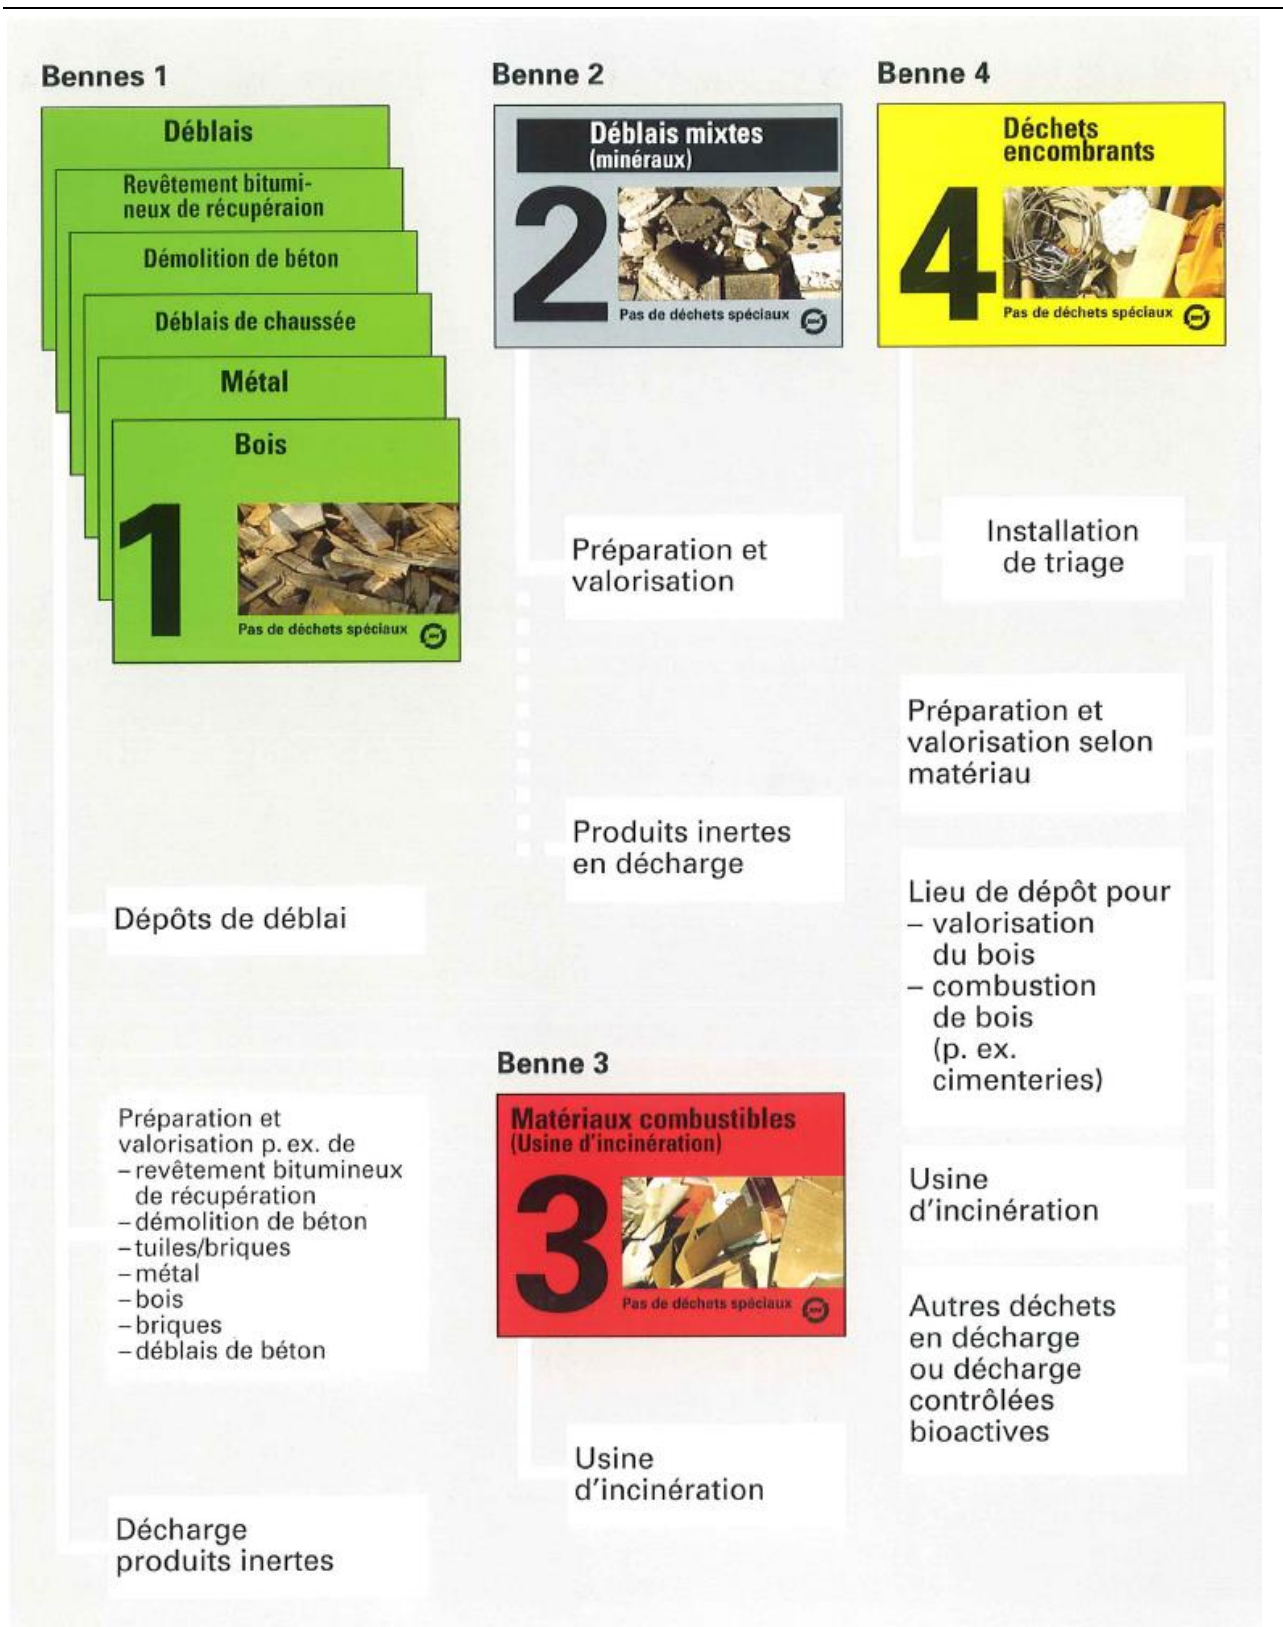 Bennes 1
Déblais
Revêtement bitumi-
neux de récupéraion
Démolition de béton
Déblais de chaussée
Métal
Bois
1
Pas de déchets spéciaux
Dépôts de déblai
Préparation et
valorisation p. ex. de
– revêtement bitumineux
de récupération
– démolition de béton
– tuiles/briques
– métal
– bois
– briques
– déblais de béton
Décharge
produits inertes
Benne 2
Déblais mixtes
(minéraux)
2
Pas de déchets spéciaux
Préparation et
valorisation
Produits inertes
en décharge
Benne 3
Matériaux combustibles
(Usine d'incinération)
3
Pas de déchets spéciaux
Usine
d'incinération
Benne 4
Déchets
encombrants
4
Pas de déchets spéciaux
Installation
de triage
Préparation et
valorisation selon
matériau
Lieu de dépôt pour
– valorisation
du bois
– combustion
de bois
(p. ex.
cimenteries)
Usine
d'incinération
Autres déchets
en décharge
ou décharge
contrôlées
bioactives